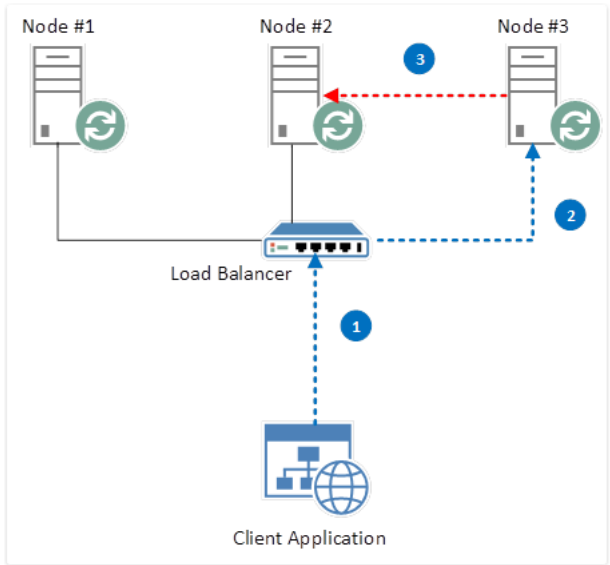 Node #1
Node #2
Node #3
3
2
Load Balancer
1
Client Application